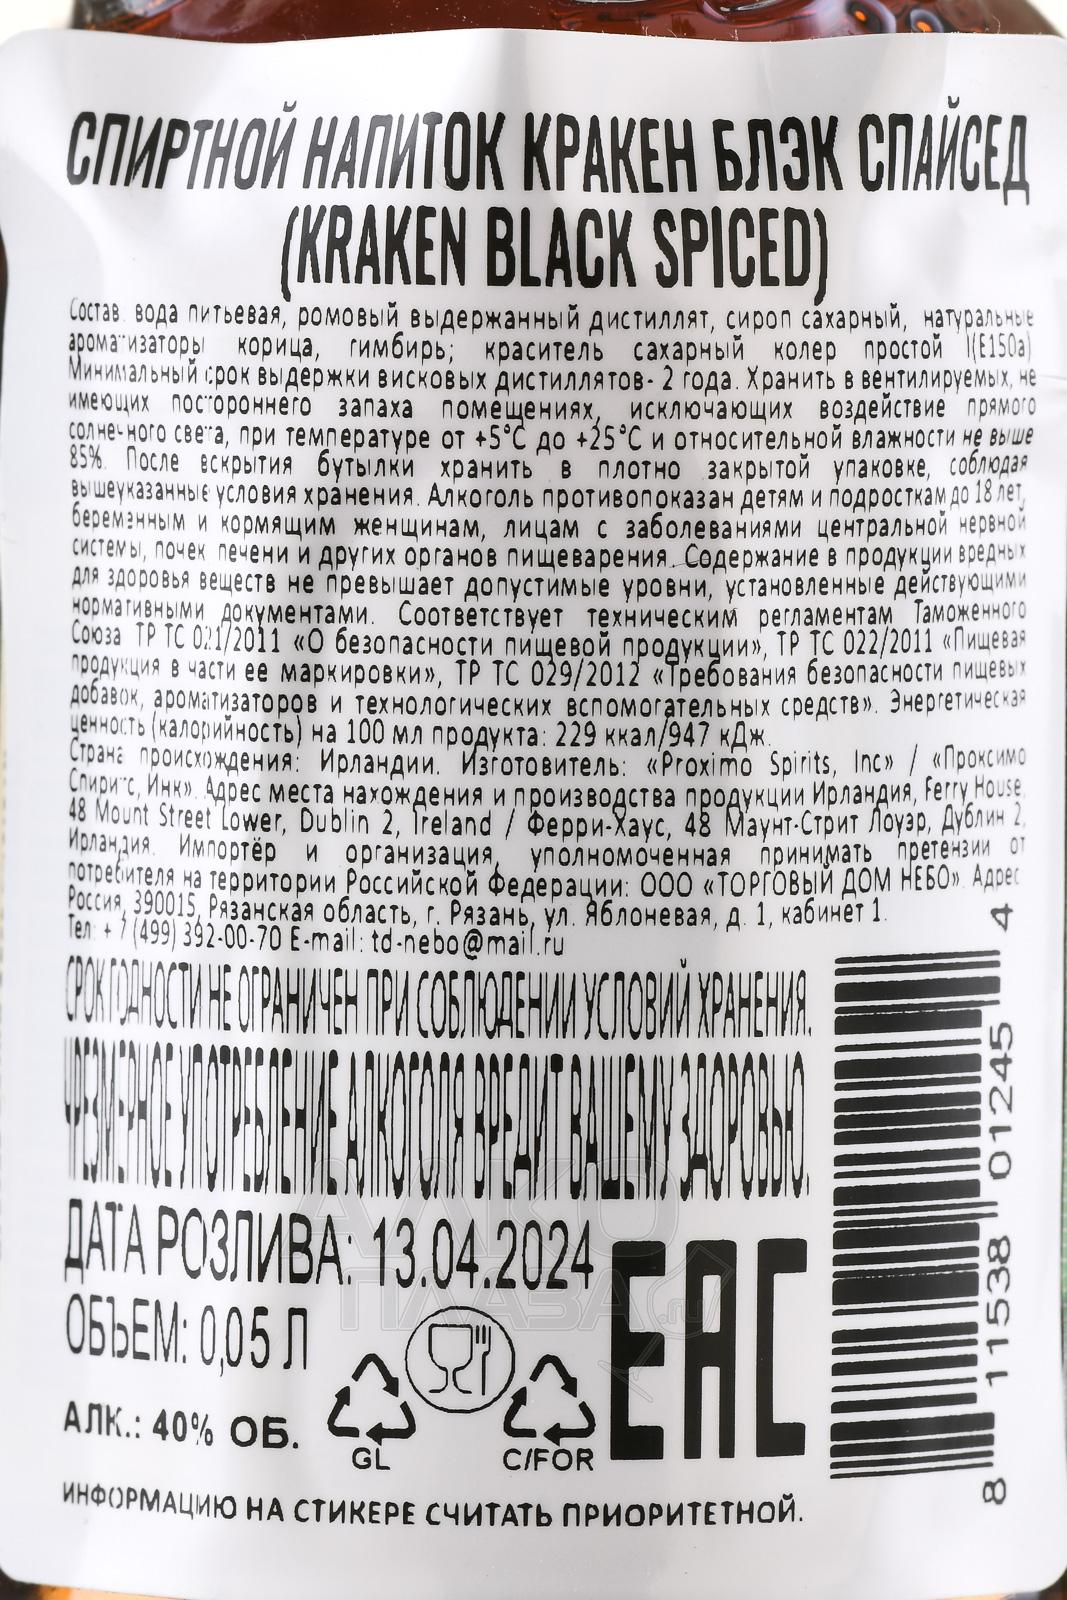 СПИРТНОЙ НАПИТОК КРАКЕН БЛЭК СПАЙСЕД
(KRAKEN BLACK SPICED)
Состав: вода питьевая, ромовый выдержанный дистиллят, сироп сахарный, натуральные
ароматизаторы корица, гимбирь; краситель сахарный колер простой I(E150a)
Минимальный срок выдержки висковых дистиллятов- 2 года. Хранить в вентилируемых, не
имеющих постороннего запаха помещениях, исключающих воздействие прямого
солнечного света, при температуре от +5°С до +25°С и относительной влажности не выше
85%. После вскрытия бутылки хранить в плотно закрытой упаковке, соблюдая
вышеуказанные условия хранения. Алкоголь противопоказан детям и подросткам до 18 лет,
беременным и кормящим женщинам, лицам с заболеваниями центральной нервной
системы, почек печени и других органов пищеварения. Содержание в продукции вредных
для здоровья веществ не превышает допустимые уровни, установленные действующими
нормативными документами. Соответствует техническим регламентам Таможенного
Союза ТР ТС 021/2011 «О безопасности пищевой продукции», ТР ТС 022/2011 «Пищевая
продукция в части ее маркировки», ТР ТС 029/2012 «Требования безопасности пищевых
добавок, ароматизаторов и технологических вспомогательных средств». Энергетическая
ценность (калорийность) на 100 мл продукта: 229 ккал/947 кДж.
Страна происхождения: Ирландии. Изготовитель: «Proximo Spirits, Inc» / «Проксимо
Спиритс, Инк». Адрес места нахождения и производства продукции Ирландия, Ferry House,
48 Mount Street Lower, Dublin 2, Ireland / Ферри-Хаус, 48 Маунт-Стрит Лоуэр, Дублин 2,
Ирландия. Импортёр и организация, уполномоченная принимать претензии от
потребителя на территории Российской Федерации: ООО «ТОРГОВЫЙ ДОМ НЕБО». Адрес
Россия, 390015, Рязанская область, г. Рязань, ул. Яблоневая, д. 1, кабинет 1.
Тел: + 7 (499) 392-00-70 E-mail: td-nebo@mail.ru
СРОК ГОДНОСТИ НЕ ОГРАНИЧЕН ПРИ СОБЛЮДЕНИИ УСЛОВИЙ ХРАНЕНИЯ.
ЧРЕЗМЕРНОЕ УПОТРЕБЛЕНИЕ АЛКОГОЛЯ ВРЕДИТ ВАШЕМУ ЗДОРОВЬЮ.
ДАТА РОЗЛИВА: 13.04.2024
ОБЪЕМ: 0,05 Л
АЛК.: 40% ОБ.
GL
C/FOR
EAC
ИНФОРМАЦИЮ НА СТИКЕРЕ СЧИТАТЬ ПРИОРИТЕТНОЙ.
8 11538 01245 4
АЛКО
ПЛАЗА.ru